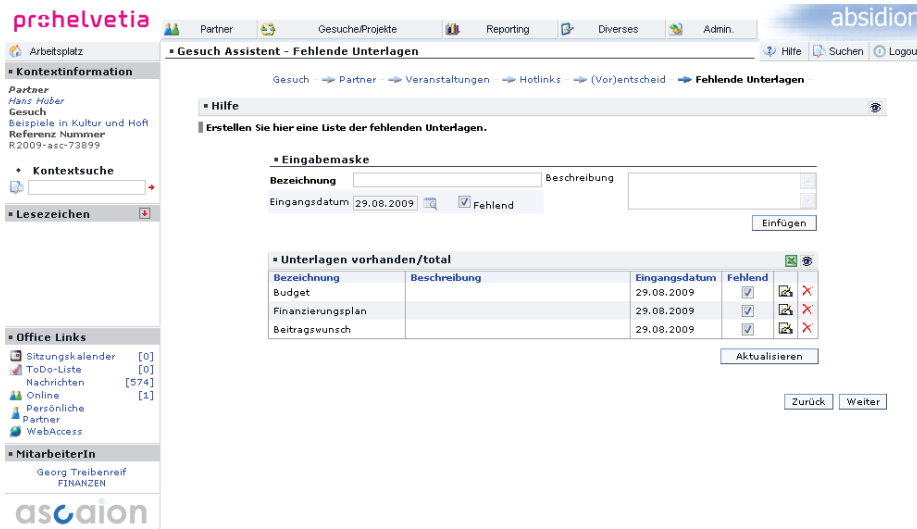 prohelvetia
absidion
Partner Gesuche/Projekte Reporting Diverses Admin.
Arbeitsplatz
Gesuch Assistent - Fehlende Unterlagen
Hilfe Suchen Logou
Kontextinformation
Partner
Hans Huber
Gesuch
Beispiele in Kultur und Hoft
Referenz Nummer
R2009-asc-73899
Kontextsuche
Lesezeichen
Office Links
Sitzungskalender [0]
ToDo-Liste [0]
Nachrichten [574]
Online [1]
Persönliche
Partner
WebAccess
MitarbeiterIn
Georg Treibenreif
FINANZEN
ascaion
Gesuch - Partner - Veranstaltungen - Hotlinks - (Vor)entscheid - Fehlende Unterlagen -
Hilfe
Erstellen Sie hier eine Liste der fehlenden Unterlagen.
Eingabemaske
Bezeichnung Beschreibung
Eingangsdatum 29.08.2009 Fehlend
Einfügen
Unterlagen vorhanden/total
Bezeichnung Beschreibung Eingangsdatum Fehlend
Budget 29.08.2009
Finanzierungsplan 29.08.2009
Beitragswunsch 29.08.2009
Aktualisieren
Zurück Weiter